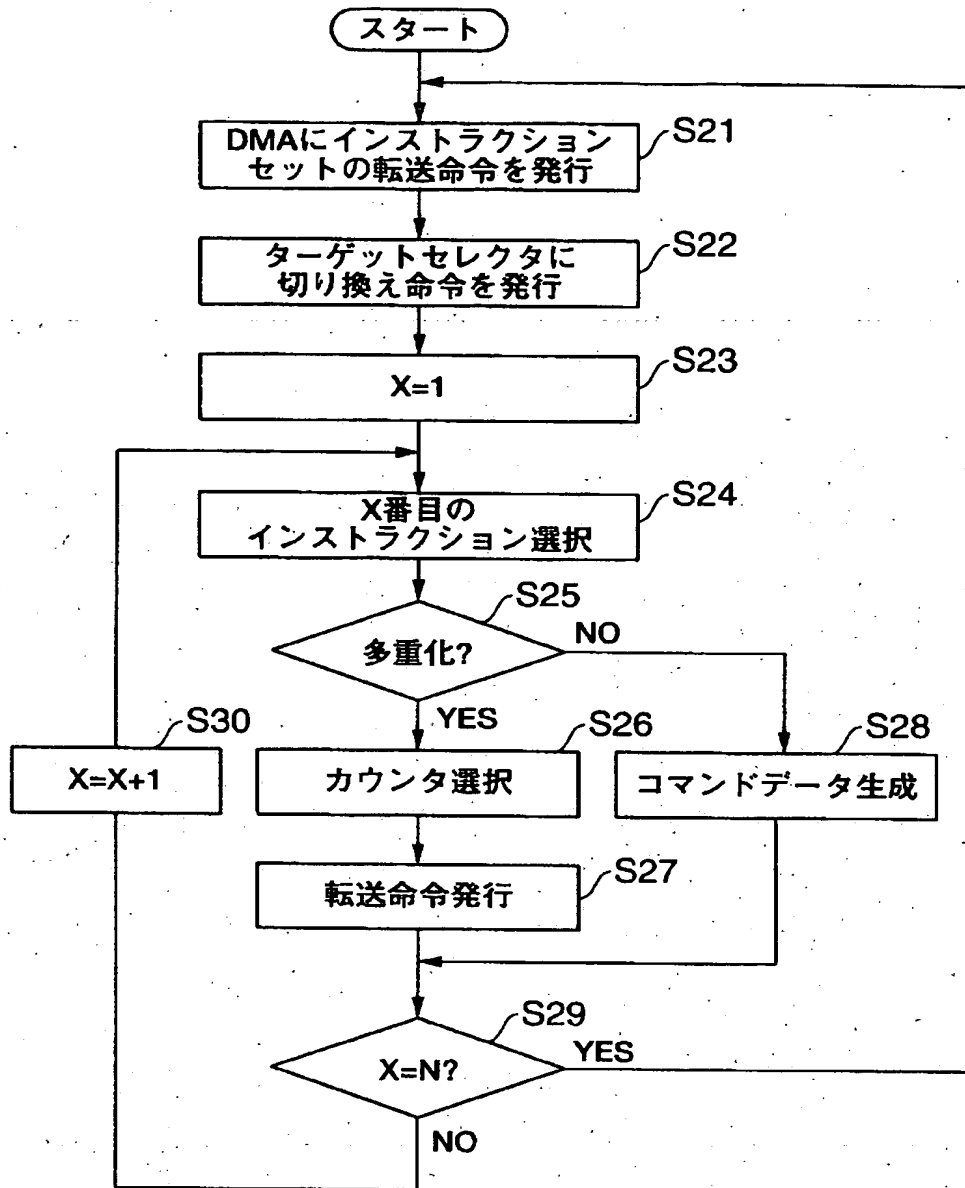 スタート
DMAにインストラクション
セットの転送命令を発行
S21
ターゲットセレクタに
切り換え命令を発行
S22
X=1
S23
X番目の
インストラクション選択
S24
多重化?
S25
NO
YES
カウンタ選択
S26
コマンドデータ生成
S28
X=X+1
S30
転送命令発行
S27
X=N?
S29
YES
NO